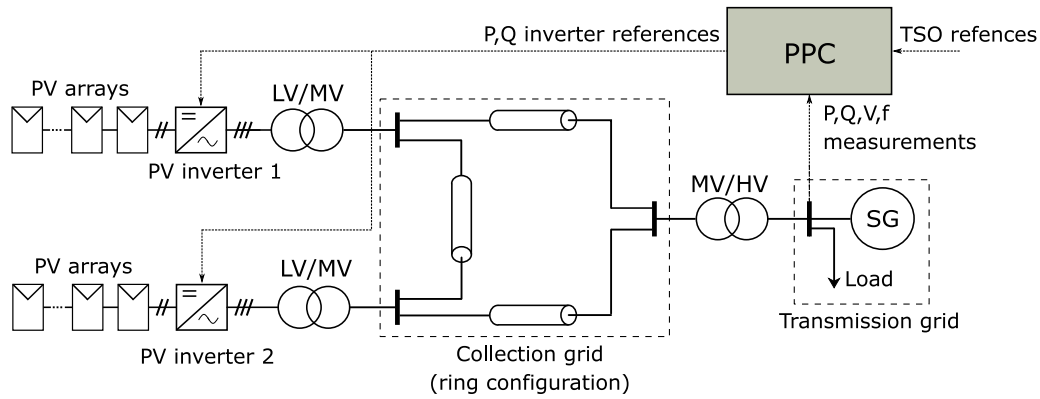 P,Q inverter references
PPC
TSO refences
PV arrays
LV/MV
P,Q,V,f
measurements
PV inverter 1
MV/HV
SG
PV arrays
LV/MV
Load
Transmission grid
PV inverter 2
Collection grid
(ring configuration)